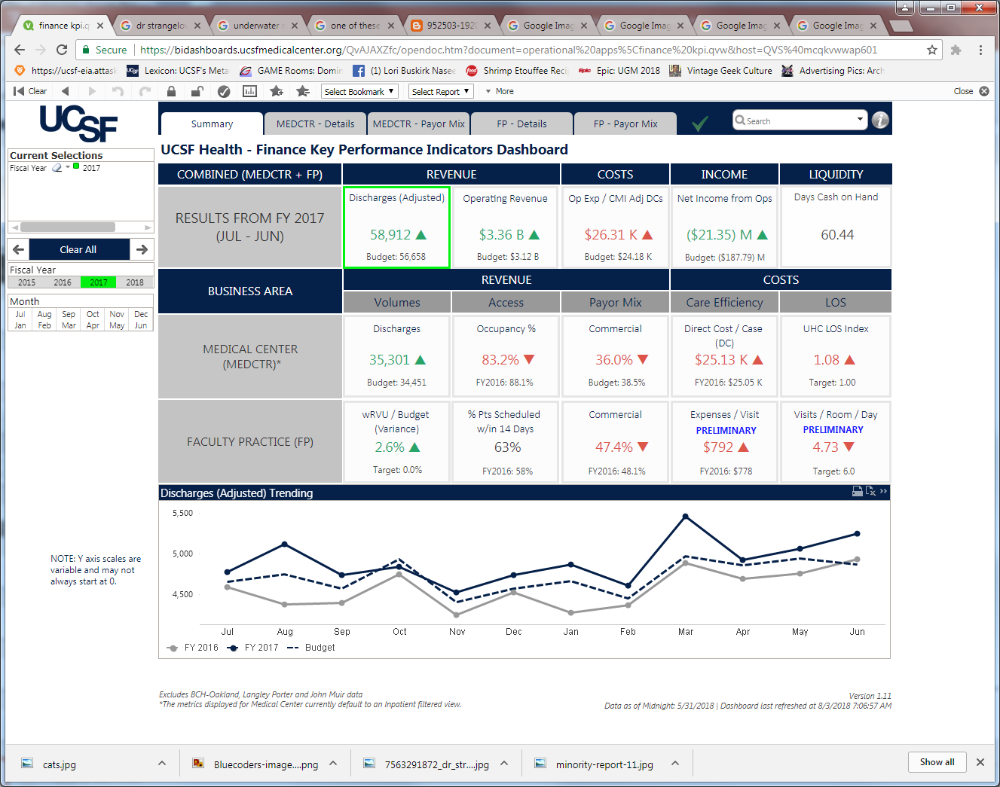 finance kpi.q
dr strangelov
underwater r
one of these
952503-1920
Google Imag
Google Imag
Google Imag
Google Imag
Secure
https://bidashboards.ucsfmedicalcenter.org/QvAJAXZfc/opendoc.htm?document=operational%20apps%5Cfinance%20kpi.qvw&host=QVS%40mcqkvwwap601
https://ucsf-eia.attask
Lexicon: UCSF's Meta
GAME Rooms: Domin
(1) Lori Buskirk Nasee
Shrimp Etouffee Recip
Epic: UGM 2018
Vintage Geek Culture
Advertising Pics: Arch
Clear
Select Bookmark
Select Report
More
Close
UCSF
Summary
MEDCTR - Details
MEDCTR - Payor Mix
FP - Details
FP - Payor Mix
Search
Current Selections
Fiscal Year 2017
Clear All
Fiscal Year
2015 2016 2017 2018
Month
Jul Aug Sep Oct Nov Dec
Jan Feb Mar Apr May Jun
UCSF Health - Finance Key Performance Indicators Dashboard
COMBINED (MEDCTR + FP) REVENUE COSTS INCOME LIQUIDITY
RESULTS FROM FY 2017
(JUL - JUN)
Discharges (Adjusted)
58,912
Budget: 56,658
Operating Revenue
$3.36 B
Budget: $3.12 B
Op Exp / CMI Adj DCs
$26.31 K
Budget: $24.18 K
Net Income from Ops
($21.35) M
Budget: ($187.79) M
Days Cash on Hand
60.44
BUSINESS AREA
REVENUE COSTS
Volumes Access Payor Mix Care Efficiency LOS
MEDICAL CENTER
(MEDCTR)*
Discharges
35,301
Budget: 34,451
Occupancy %
83.2%
FY2016: 88.1%
Commercial
36.0%
Budget: 38.5%
Direct Cost / Case
(DC)
$25.13 K
FY2016: $25.05 K
UHC LOS Index
1.08
Target: 1.00
FACULTY PRACTICE (FP)
wRVU / Budget
(Variance)
2.6%
Target: 0.0%
% Pts Scheduled
w/in 14 Days
63%
FY2016: 58%
Commercial
47.4%
FY2016: 48.1%
Expenses / Visit
PRELIMINARY
$792
FY2016: $778
Visits / Room / Day
PRELIMINARY
4.73
Target: 6.0
Discharges (Adjusted) Trending
5,500
5,000
4,500
Jul Aug Sep Oct Nov Dec Jan Feb Mar Apr May Jun
FY 2016 FY 2017 Budget
NOTE: Y axis scales are
variable and may not
always start at 0.
Excludes BCH-Oakland, Langley Porter and John Muir data
*The metrics displayed for Medical Center currently default to an Inpatient filtered view.
Version 1.11
Data as of Midnight: 5/31/2018 | Dashboard last refreshed at 8/3/2018 7:06:57 AM
cats.jpg
Bluecoders-image....png
7563291872_dr_str....jpg
minority-report-11.jpg
Show all